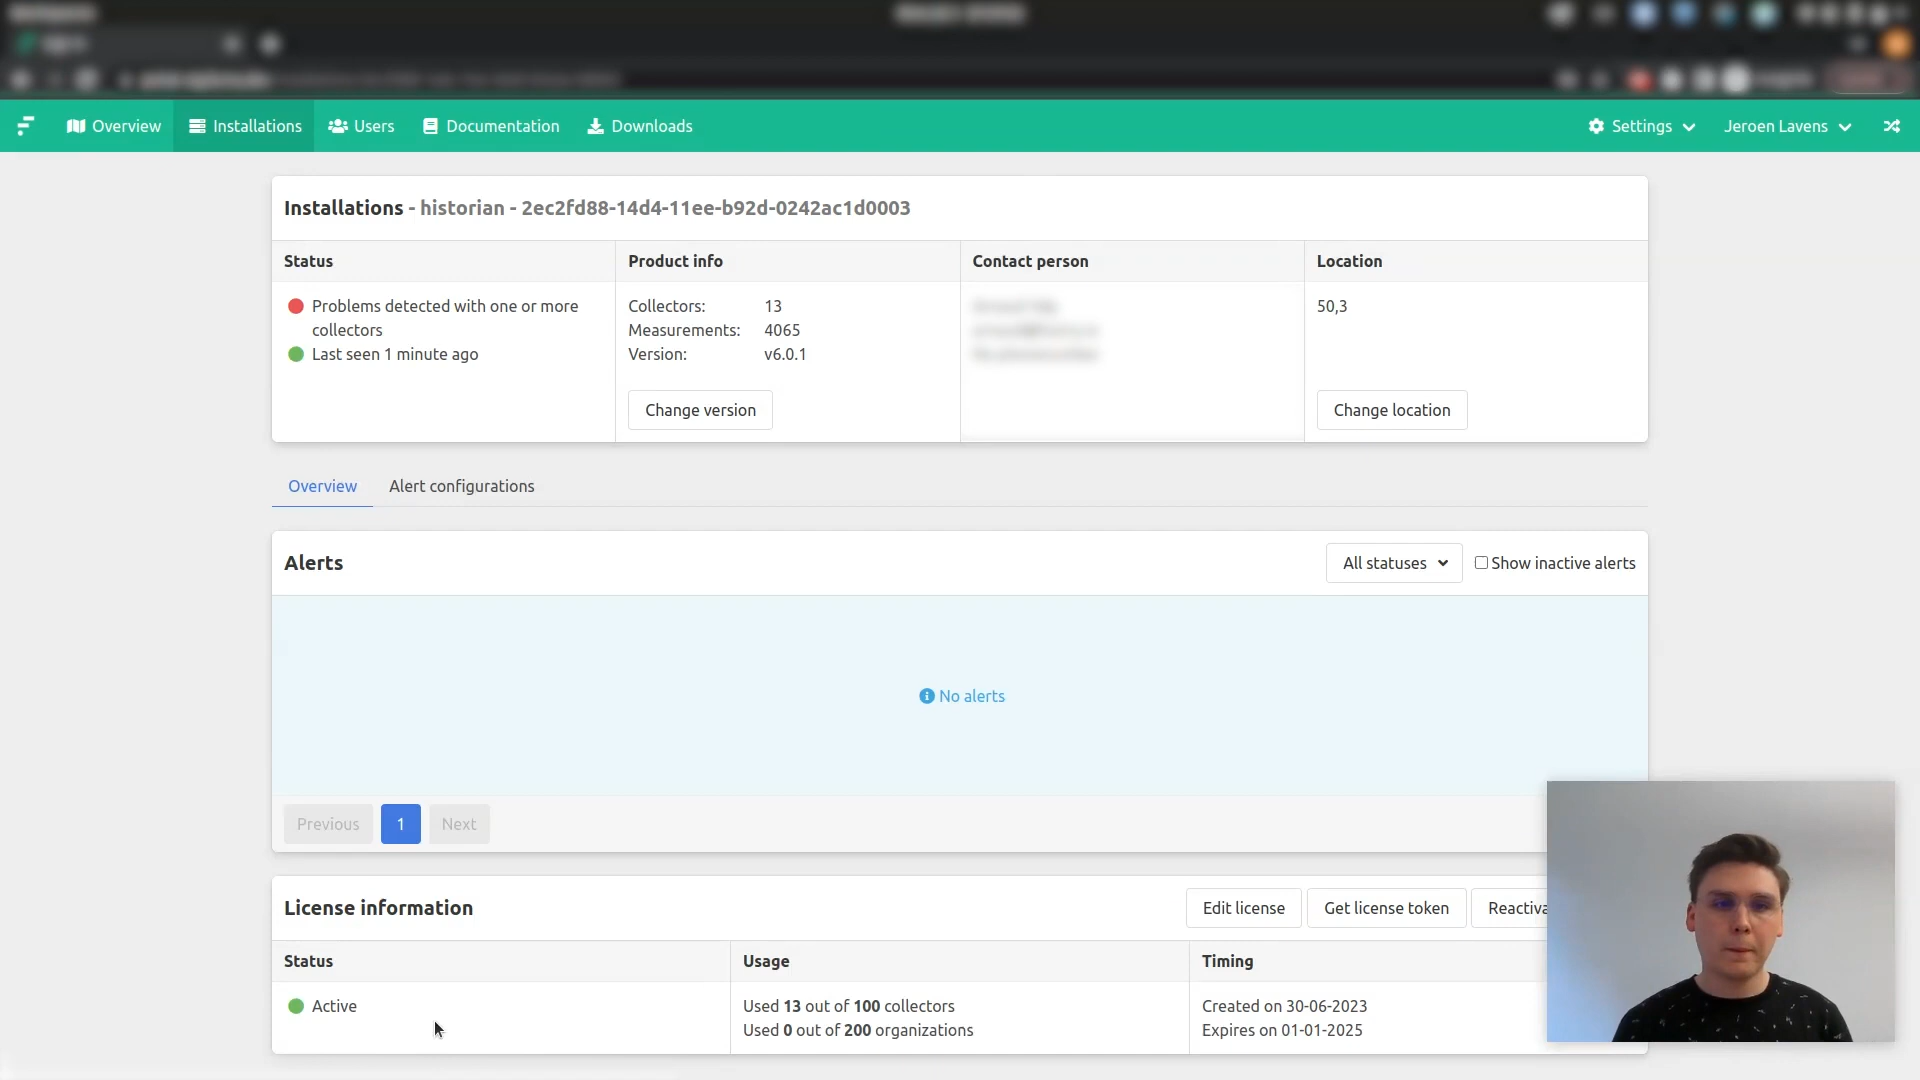 Overview
Installations
Users
Documentation
Downloads
Settings
Jeroen Lavens
Installations - historian - 2ec2fd88-14d4-11ee-b92d-0242ac1d0003
Status
Product info
Contact person
Location
Problems detected with one or more
collectors
Last seen 1 minute ago
Collectors: 13
Measurements: 4065
Version: v6.0.1
Change version
50,3
Change location
Overview
Alert configurations
Alerts
All statuses
Show inactive alerts
No alerts
Previous
1
Next
License information
Edit license
Get license token
Reactiva
Status
Usage
Timing
Active
Used 13 out of 100 collectors
Used 0 out of 200 organizations
Created on 30-06-2023
Expires on 01-01-2025